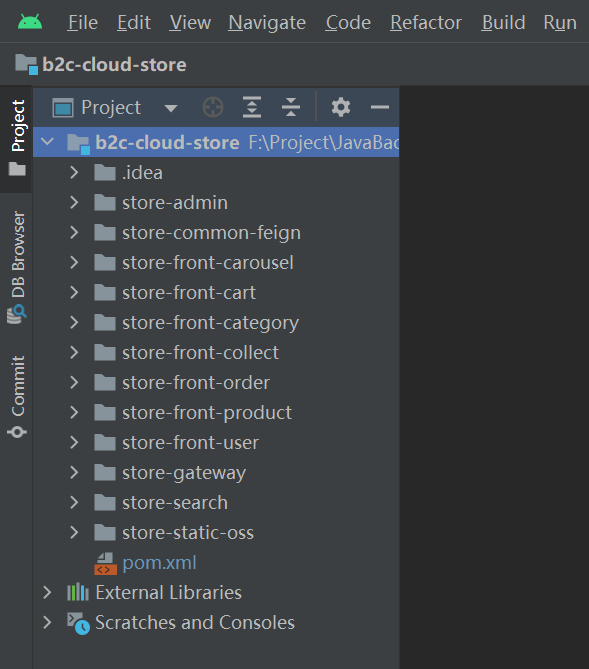 File Edit View Navigate Code Refactor Build Run
b2c-cloud-store
Project
b2c-cloud-store F:\Project\JavaBac
.idea
store-admin
store-common-feign
store-front-carousel
store-front-cart
store-front-category
store-front-collect
store-front-order
store-front-product
store-front-user
store-gateway
store-search
store-static-oss
pom.xml
External Libraries
Scratches and Consoles
Project
DB Browser
Commit